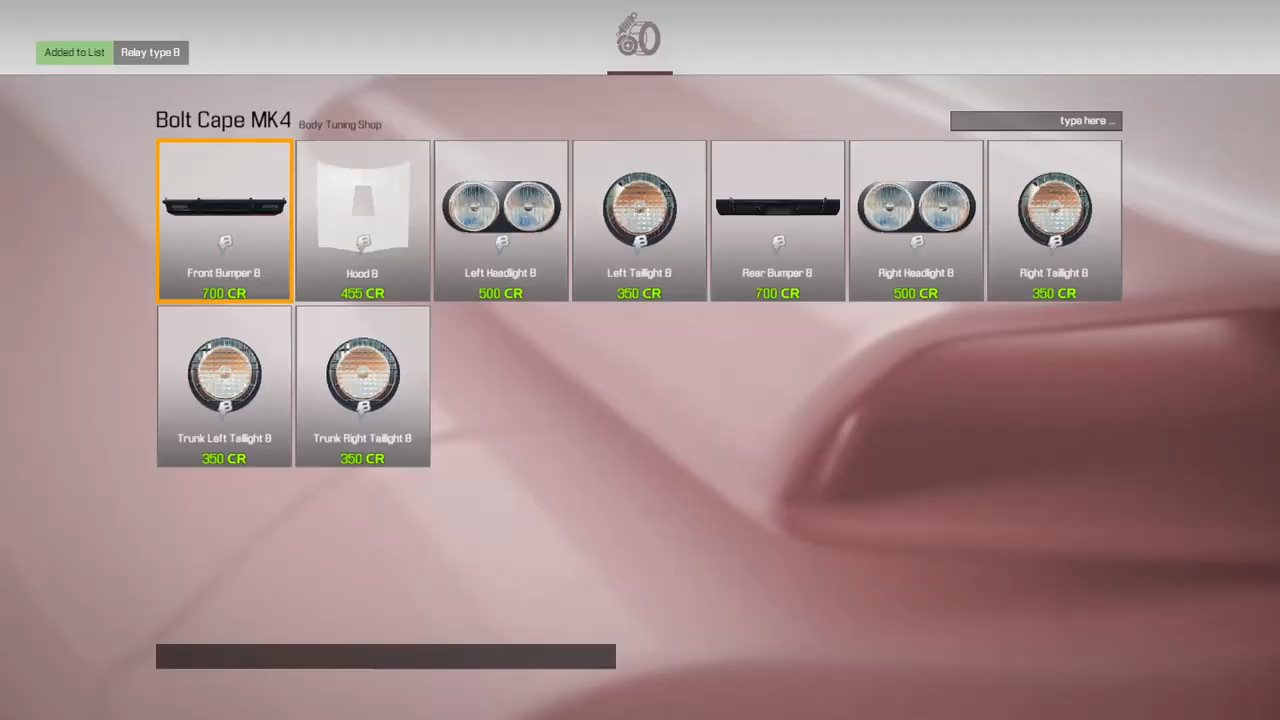 Added to List Relay type B
Bolt Cape MK4 Body Tuning Shop
type here ...
Front Bumper B
700 CR
Hood B
455 CR
Left Headlight B
500 CR
Left Taillight B
350 CR
Rear Bumper B
700 CR
Right Headlight B
500 CR
Right Taillight B
350 CR
Trunk Left Taillight B
350 CR
Trunk Right Taillight B
350 CR